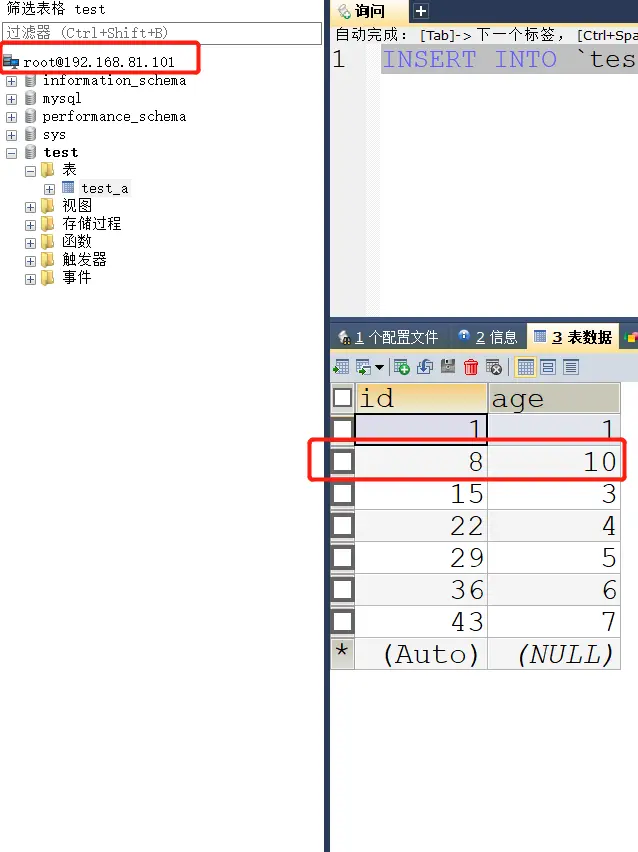 筛选表格 test
过滤器 (Ctrl+Shift+B)
root@192.168.81.101
information_schema
mysql
performance_schema
sys
test
表
test_a
视图
存储过程
函数
触发器
事件
询问
自动完成： [Tab]-> 下一个标签， [Ctrl+Spa
1 INSERT INTO `tes
1 个配置文件 2 信息 3 表数据
id age
1 1
8 10
15 3
22 4
29 5
36 6
43 7
* (Auto) (NULL)